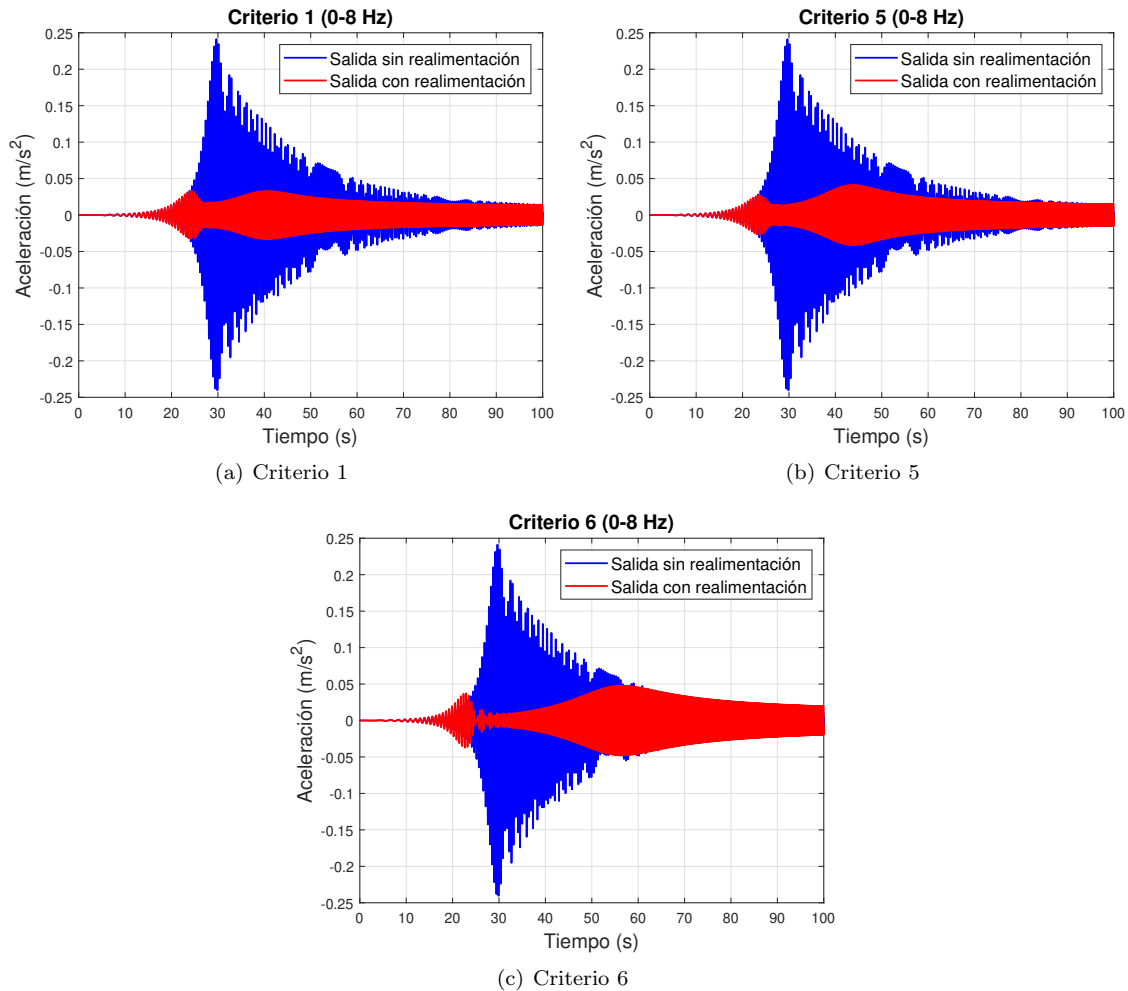 Criterio 1 (0-8 Hz)
Salida sin realimentación
Salida con realimentación
Aceleración (m/s²)
0.25
0.2
0.15
0.1
0.05
0
-0.05
-0.1
-0.15
-0.2
-0.25
0 10 20 30 40 50 60 70 80 90 100
Tiempo (s)
(a) Criterio 1
Criterio 5 (0-8 Hz)
Salida sin realimentación
Salida con realimentación
Aceleración (m/s²)
0.25
0.2
0.15
0.1
0.05
0
-0.05
-0.1
-0.15
-0.2
-0.25
0 10 20 30 40 50 60 70 80 90 100
Tiempo (s)
(b) Criterio 5
Criterio 6 (0-8 Hz)
Salida sin realimentación
Salida con realimentación
Aceleración (m/s²)
0.25
0.2
0.15
0.1
0.05
0
-0.05
-0.1
-0.15
-0.2
-0.25
0 10 20 30 40 50 60 70 80 90 100
Tiempo (s)
(c) Criterio 6